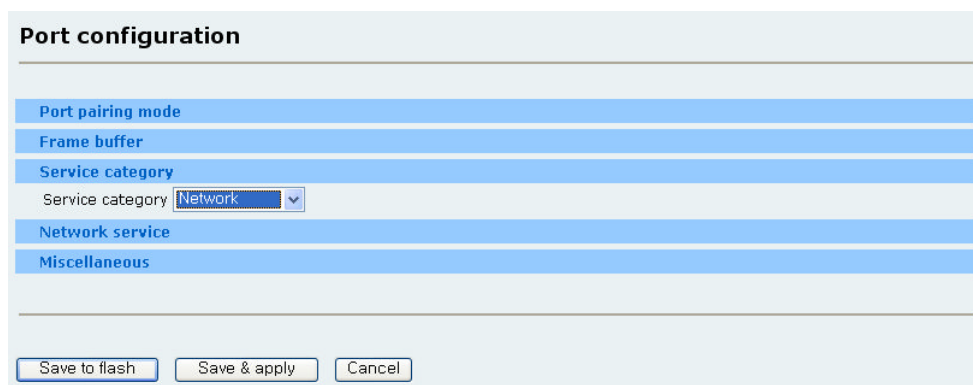 Port configuration
Port pairing mode
Frame buffer
Service category
Service category Network
Network service
Miscellaneous
Save to flash Save & apply Cancel